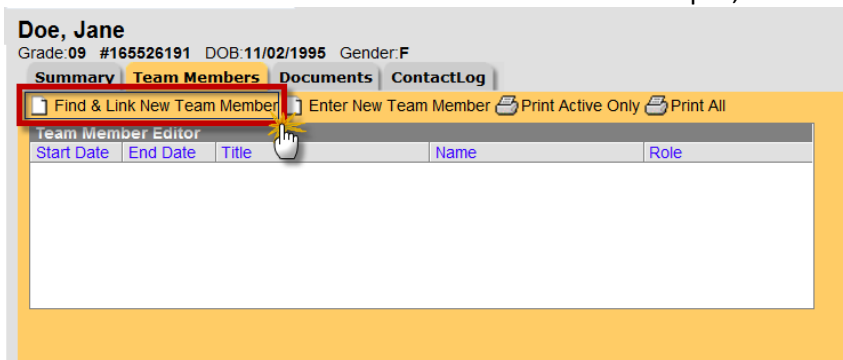 Doe, Jane
Grade:09 #165526191 DOB:11/02/1995 Gender:F
Summary Team Members Documents ContactLog
Find & Link New Team Member Enter New Team Member Print Active Only Print All
Team Member Editor
Start Date End Date Title Name Role